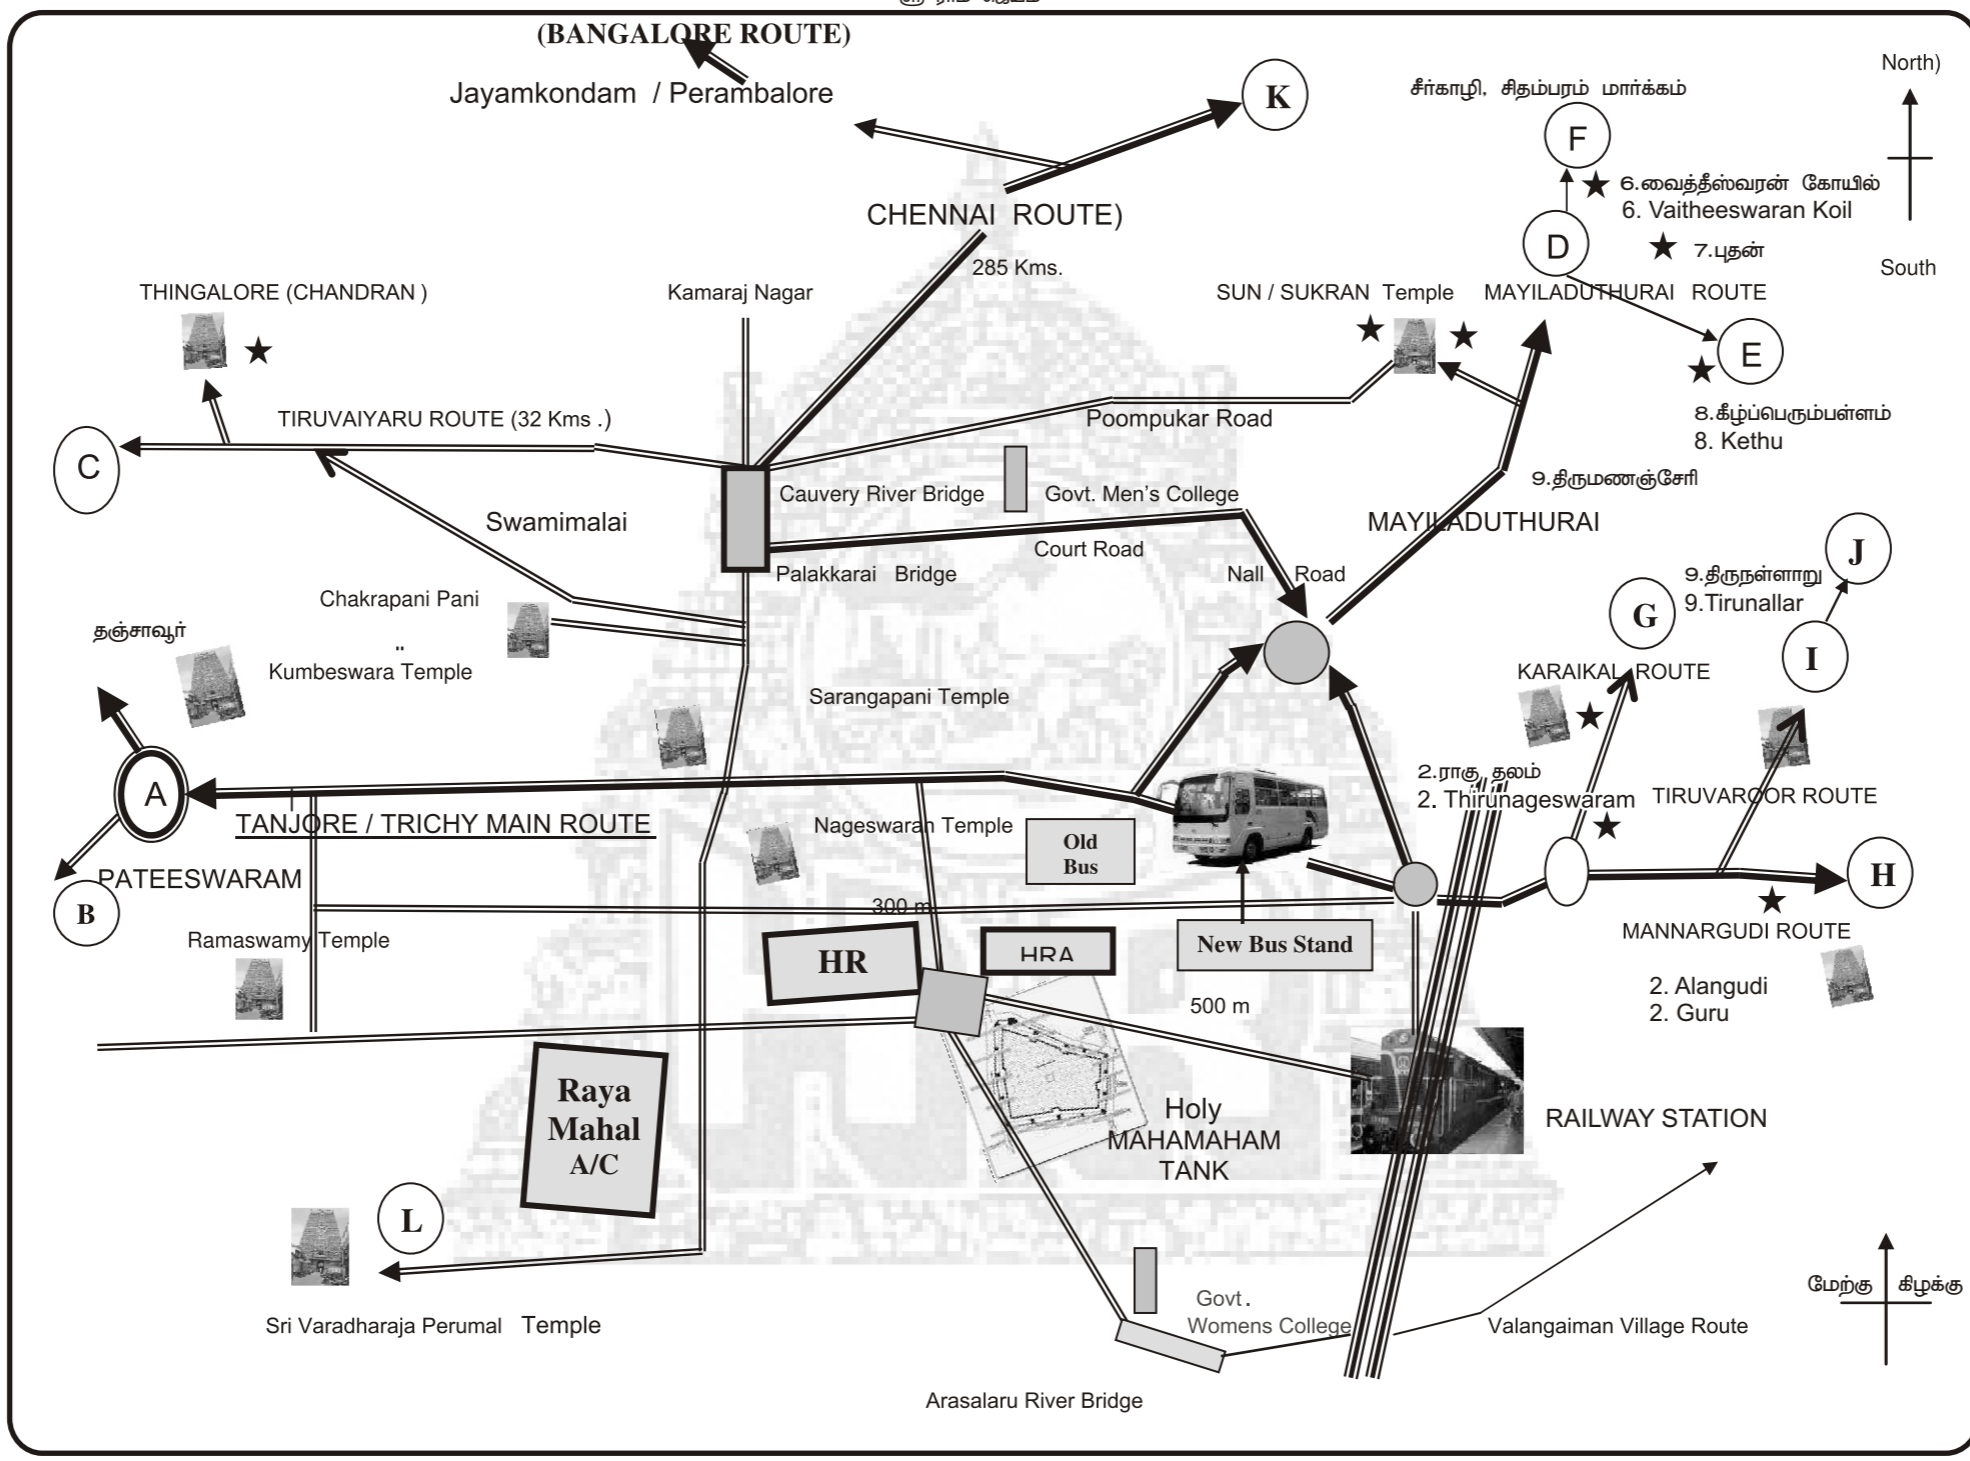 (BANGALORE ROUTE)
Jayamkondam / Perambalore
K
CHENNAI ROUTE)
285 Kms.
சீர்காழி, சிதம்பரம் மார்க்கம்
F
6.வைத்தீஸ்வரன் கோயில்
6. Vaitheeswaran Koil
D
7.புதன்
North)
South
THINGALORE (CHANDRAN )
Kamaraj Nagar
SUN / SUKRAN Temple
MAYILADUTHURAI ROUTE
E
8.கீழ்ப்பெரும்பள்ளம்
8. Kethu
TIRUVAIYARU ROUTE (32 Kms .)
C
Poompukar Road
Swamimalai
Cauvery River Bridge
Govt. Men's College
9.திருமணஞ்சேரி
MAYILADUTHURAI
Court Road
Palakkarai Bridge
Nall Road
J
9.திருநள்ளாறு
9.Tirunallar
G
I
Chakrapani Pani
தஞ்சாவூர்
..
Kumbeswara Temple
Sarangapani Temple
KARAIKAL ROUTE
A
TANJORE / TRICHY MAIN ROUTE
Nageswaran Temple
Old
Bus
2.ராகு தலம்
2. Thirunageswaram
TIRUVAROOR ROUTE
PATEESWARAM
B
H
300 m
Ramaswamy Temple
HR
HRA
New Bus Stand
MANNARGUDI ROUTE
2. Alangudi
2. Guru
500 m
Raya
Mahal
A/C
Holy
MAHAMAHAM
TANK
RAILWAY STATION
L
Sri Varadharaja Perumal Temple
Govt.
Womens College
Valangaiman Village Route
மேற்கு கிழக்கு
Arasalaru River Bridge